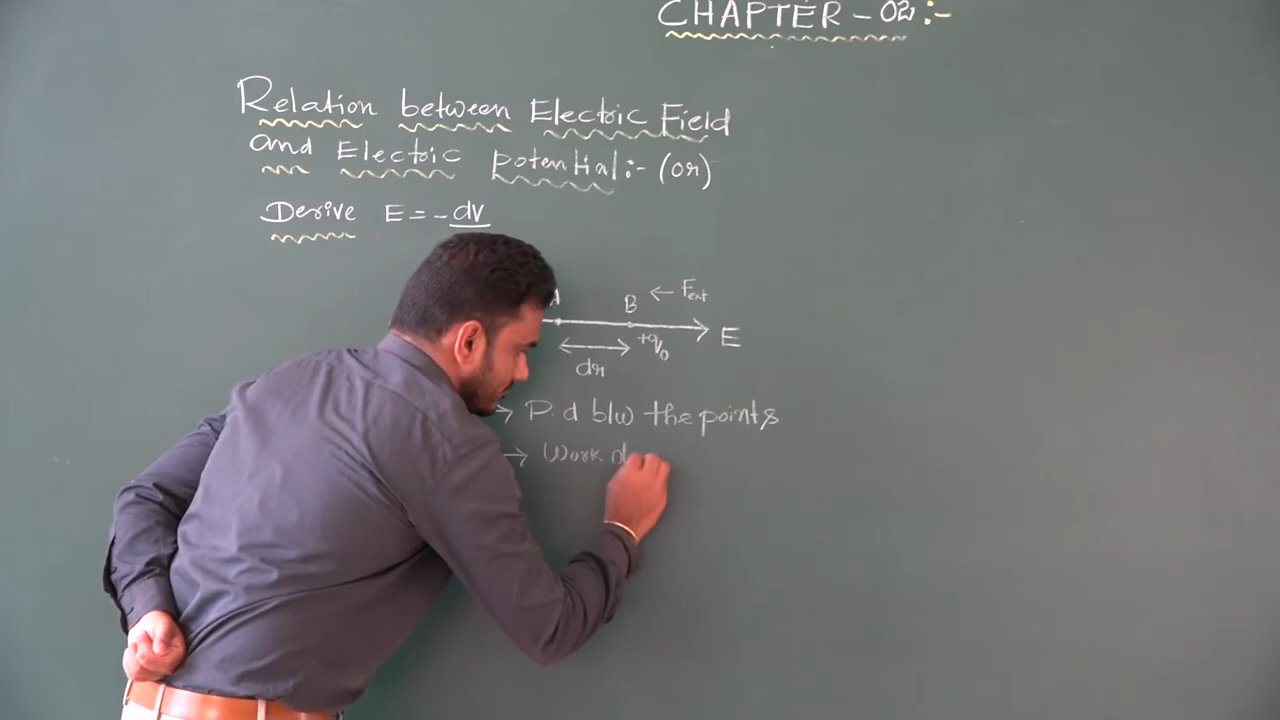 CHAPTER - 02 :-
Relation between Electric Field
and Electric potential :- (or)
Derive E = - dV
A B ← Fext
E
+q0
dr
→ P.d b/w the points
→ Work d